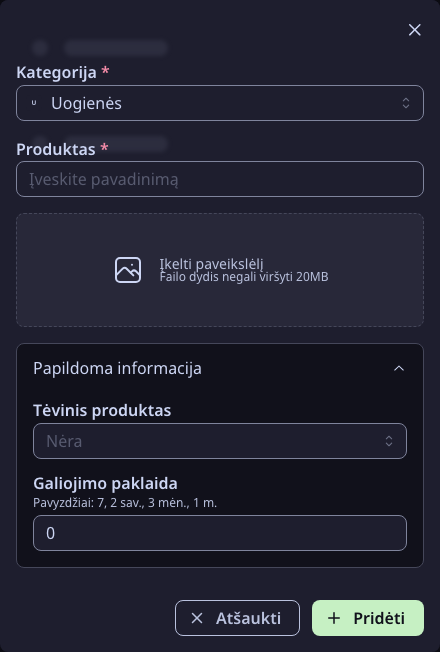 Kategorija *
U Uogienės
Produktas *
Įveskite pavadinimą
Įkelti paveikslėlį
Failo dydis negali viršyti 20MB
Papildoma informacija
Tėvinis produktas
Nėra
Galiojimo paklaida
Pavyzdžiai: 7, 2 sav., 3 mėn., 1 m.
0
Atšaukti
Pridėti